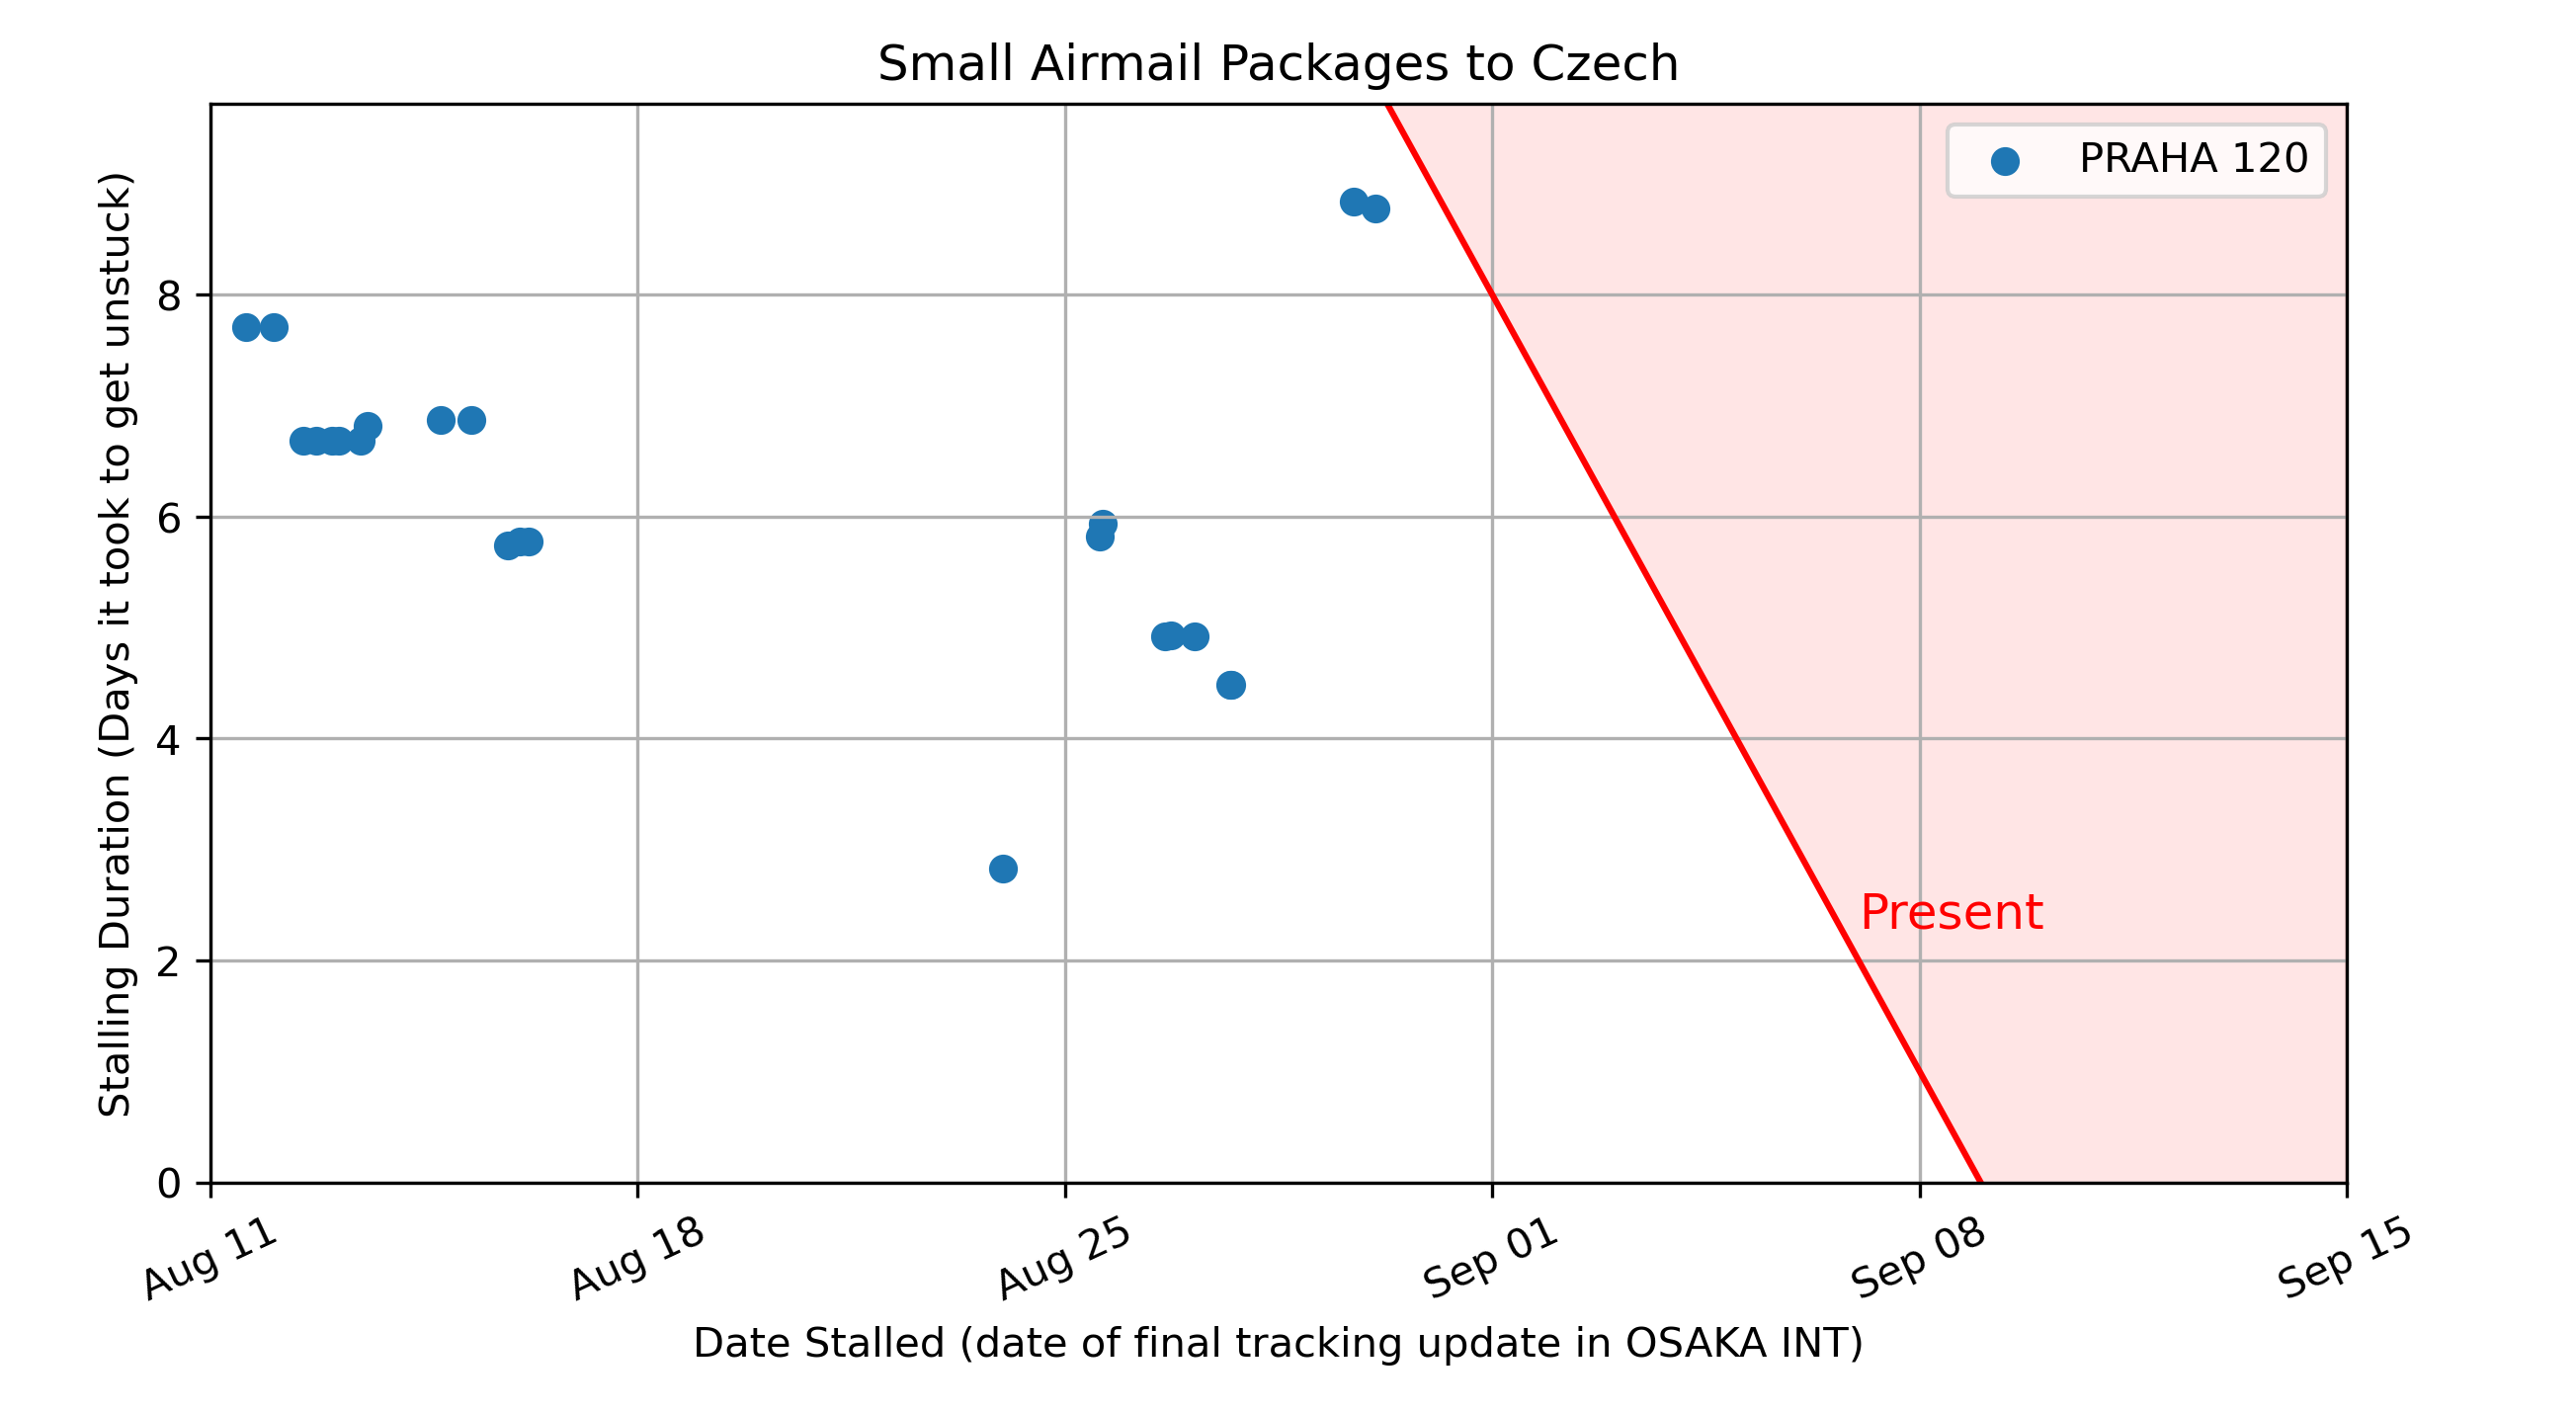 Small Airmail Packages to Czech
PRAHA 120
Stalling Duration (Days it took to get unstuck)
8
6
4
2
0
Present
Aug 11
Aug 18
Aug 25
Sep 01
Sep 08
Sep 15
Date Stalled (date of final tracking update in OSAKA INT)